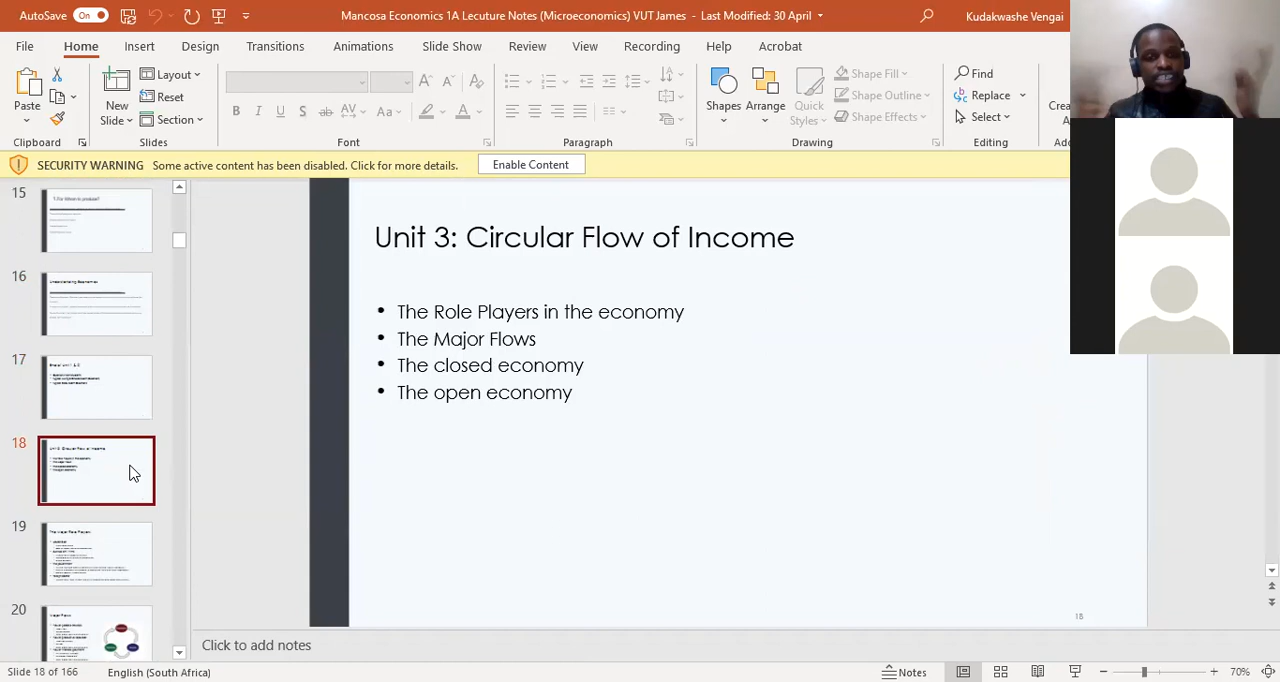 AutoSave On
Mancosa Economics 1A Lecuture Notes (Microeconomics) VUT James - Last Modified: 30 April
Kudakwashe Vengai
File Home Insert Design Transitions Animations Slide Show Review View Recording Help Acrobat
Paste
New
Slide
Layout
Reset
Section
Shapes
Arrange
Quick
Styles
Shape Fill
Shape Outline
Shape Effects
Find
Replace
Select
Clipboard
Slides
Font
Paragraph
Drawing
Editing
SECURITY WARNING Some active content has been disabled. Click for more details. Enable Content
15
16
17
18
19
20
Unit 3: Circular Flow of Income
• The Role Players in the economy
• The Major Flows
• The closed economy
• The open economy
18
Click to add notes
Slide 18 of 166 English (South Africa) Notes 70%